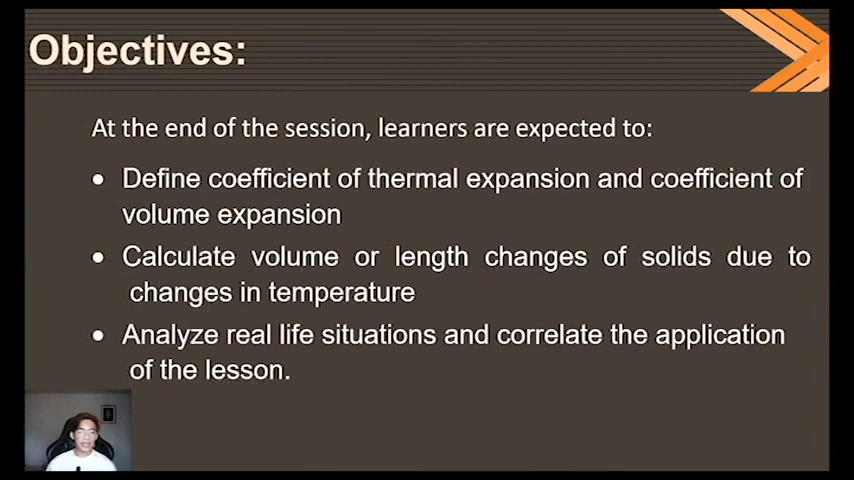 Objectives:
At the end of the session, learners are expected to:
• Define coefficient of thermal expansion and coefficient of
volume expansion
• Calculate volume or length changes of solids due to
changes in temperature
• Analyze real life situations and correlate the application
of the lesson.